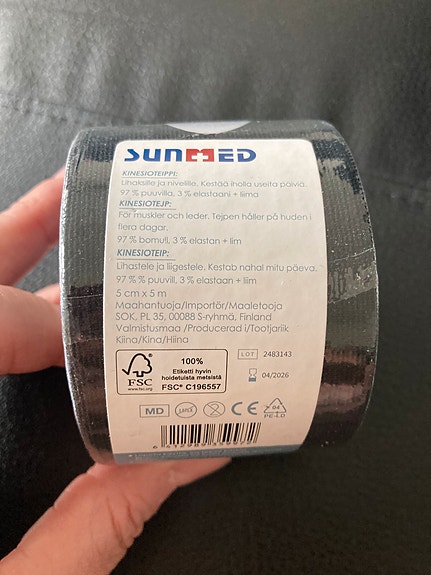 SUNMED
KINESIOTEIPPI:
Lihaksille ja nivelille. Kestää iholla useita päiviä.
97 % puuvilla, 3 % elastaani + liima
KINESIOTEJP:
För muskler och leder. Tejpen håller på huden i
flera dagar.
97 % bomull, 3 % elastan + lim
KINESIOTEIP:
Lihastele ja liigestele. Kestab nahal mitu päeva.
97 % % puuvill, 3 % elastaan + liim
5 cm x 5 m
Maahantuoja/Importör/Maaletooja
SOK, PL 35, 00088 S-ryhmä, Finland
Valmistusmaa /Producerad i/Tootjariik
Kiina/Kina/Hiina
LOT 2483143
04/2026
FSC
www.fsc.org
100%
Etiketti hyvin
hoidetuista metsistä
FSC® C196557
MD
LATEX
CE
04
PE-LD